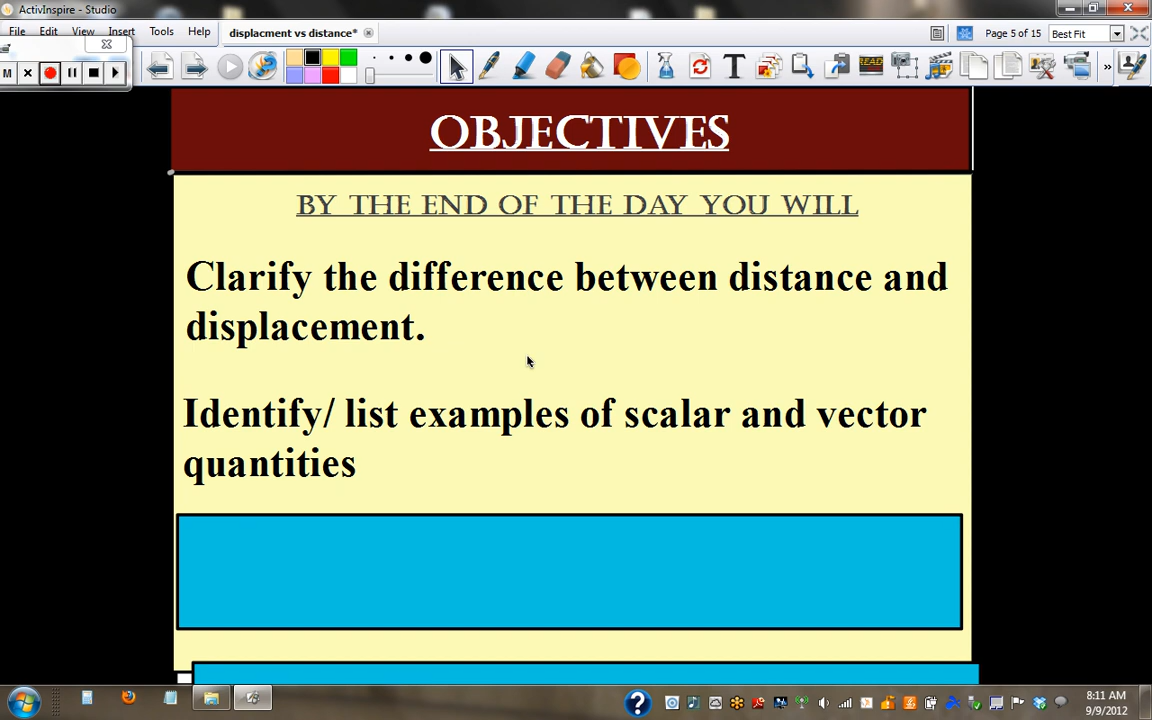 ActivInspire - Studio
File Edit View Insert Tools Help displacment vs distance* Page 5 of 15 Best Fit
M
OBJECTIVES
BY THE END OF THE DAY YOU WILL
Clarify the difference between distance and
displacement.
Identify/ list examples of scalar and vector
quantities
8:11 AM
9/9/2012